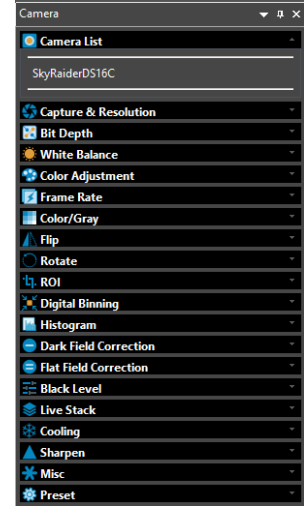 Camera
Camera List
SkyRaiderDS16C
Capture & Resolution
Bit Depth
White Balance
Color Adjustment
Frame Rate
Color/Gray
Flip
Rotate
ROI
Digital Binning
Histogram
Dark Field Correction
Flat Field Correction
Black Level
Live Stack
Cooling
Sharpen
Misc
Preset